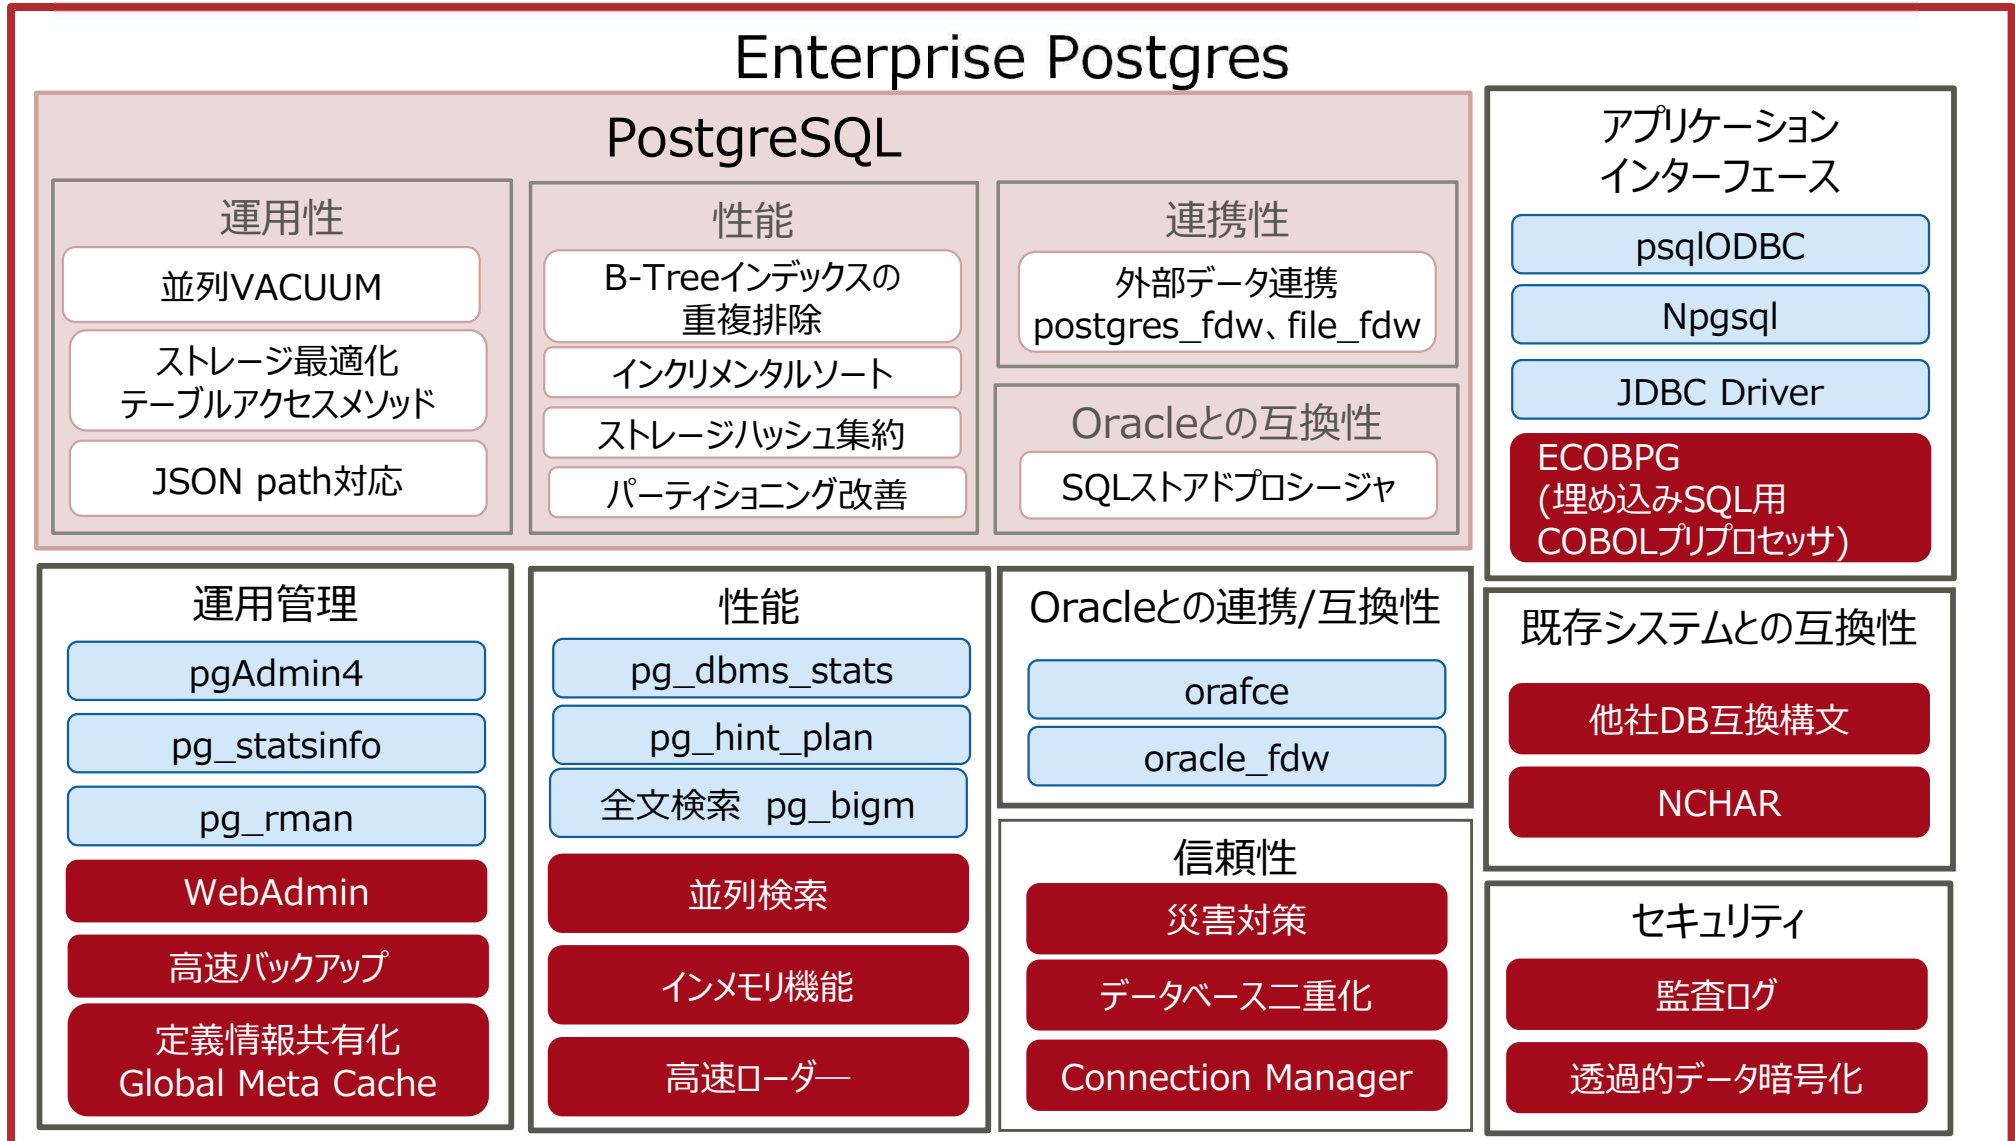 Enterprise Postgres
PostgreSQL
運用性
並列VACUUM
ストレージ最適化
テーブルアクセスメソッド
JSON path対応
性能
B-Treeインデックスの
重複排除
インクリメンタルソート
ストレージハッシュ集約
パーティショニング改善
連携性
外部データ連携
postgres_fdw、file_fdw
Oracleとの互換性
SQLストアドプロシージャ
アプリケーション
インターフェース
psqlODBC
Npgsql
JDBC Driver
ECOBPG
(埋め込みSQL用
COBOLプリプロセッサ)
運用管理
pgAdmin4
pg_statsinfo
pg_rman
WebAdmin
高速バックアップ
定義情報共有化
Global Meta Cache
性能
pg_dbms_stats
pg_hint_plan
全文検索 pg_bigm
並列検索
インメモリ機能
高速ローダ―
Oracleとの連携/互換性
orafce
oracle_fdw
信頼性
災害対策
データベース二重化
Connection Manager
既存システムとの互換性
他社DB互換構文
NCHAR
セキュリティ
監査ログ
透過的データ暗号化